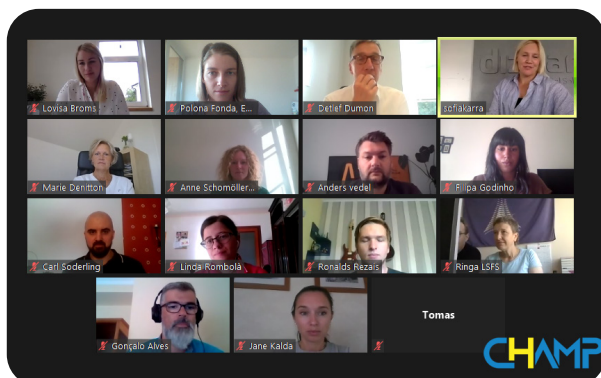 Lovisa Broms
Polona Fonda, E...
Detlef Dumon
sofiakarra
Marie Denitton
Anne Schomöller...
Anders vedel
Filipa Godinho
Carl Soderling
Linda Rombolà
Ronalds Rezais
Ringa LSFS
Gonçalo Alves
Jane Kalda
Tomas
CHAMP